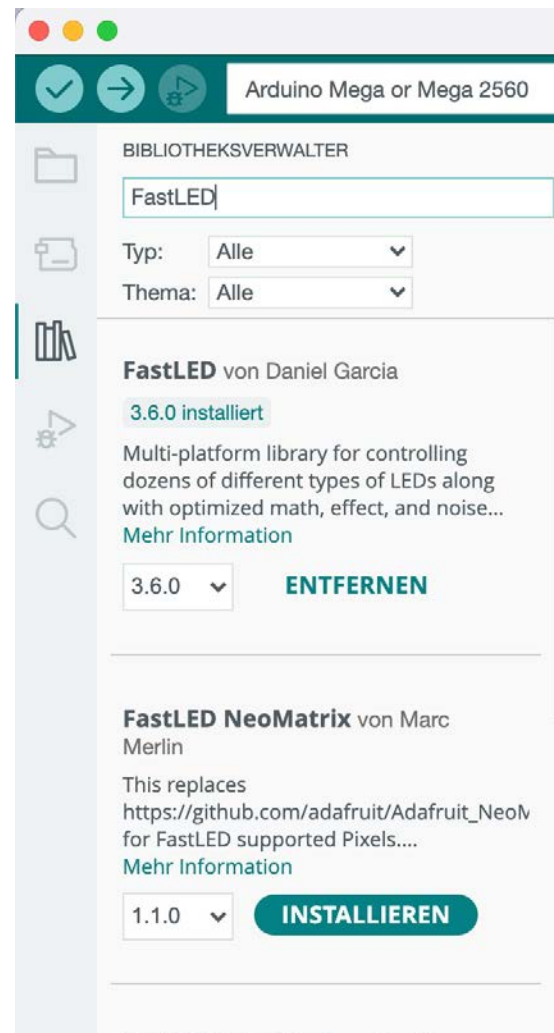 Arduino Mega or Mega 2560
BIBLIOTHEKSVERWALTER
FastLED
Typ: Alle
Thema: Alle
FastLED von Daniel Garcia
3.6.0 installiert
Multi-platform library for controlling
dozens of different types of LEDs along
with optimized math, effect, and noise...
Mehr Information
3.6.0 ENTFERNEN
FastLED NeoMatrix von Marc
Merlin
This replaces
https://github.com/adafruit/Adafruit_NeoM
for FastLED supported Pixels....
Mehr Information
1.1.0 INSTALLIEREN